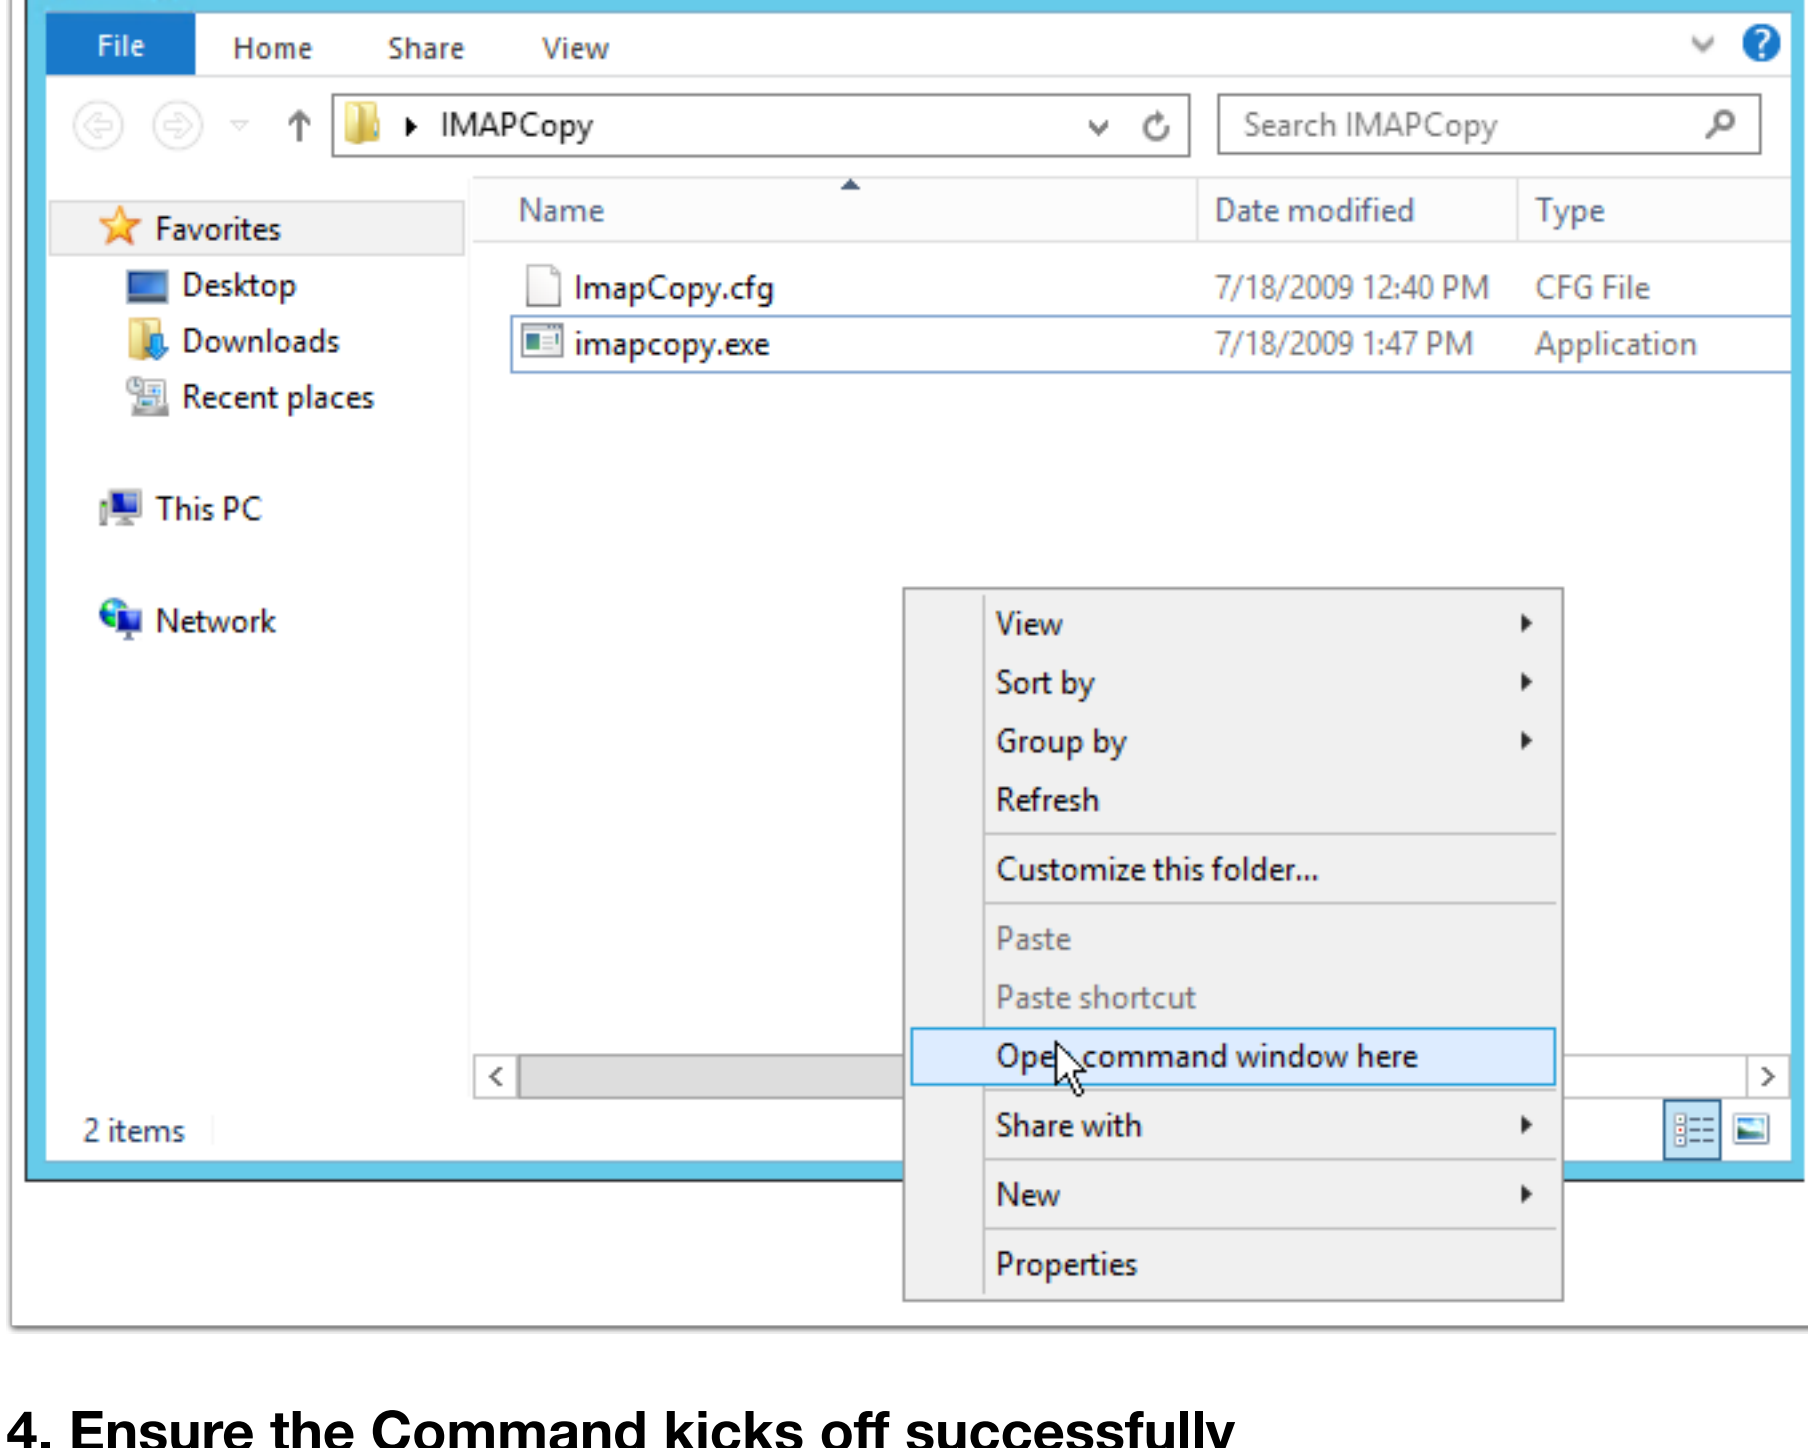 File Home Share View
IMAPCopy
Search IMAPCopy
Name Date modified Type
Favorites
Desktop
Downloads
Recent places
This PC
Network
ImapCopy.cfg 7/18/2009 12:40 PM CFG File
imapcopy.exe 7/18/2009 1:47 PM Application
View
Sort by
Group by
Refresh
Customize this folder...
Paste
Paste shortcut
Open command window here
Share with
New
Properties
2 items
4. Ensure the Command kicks off successfully